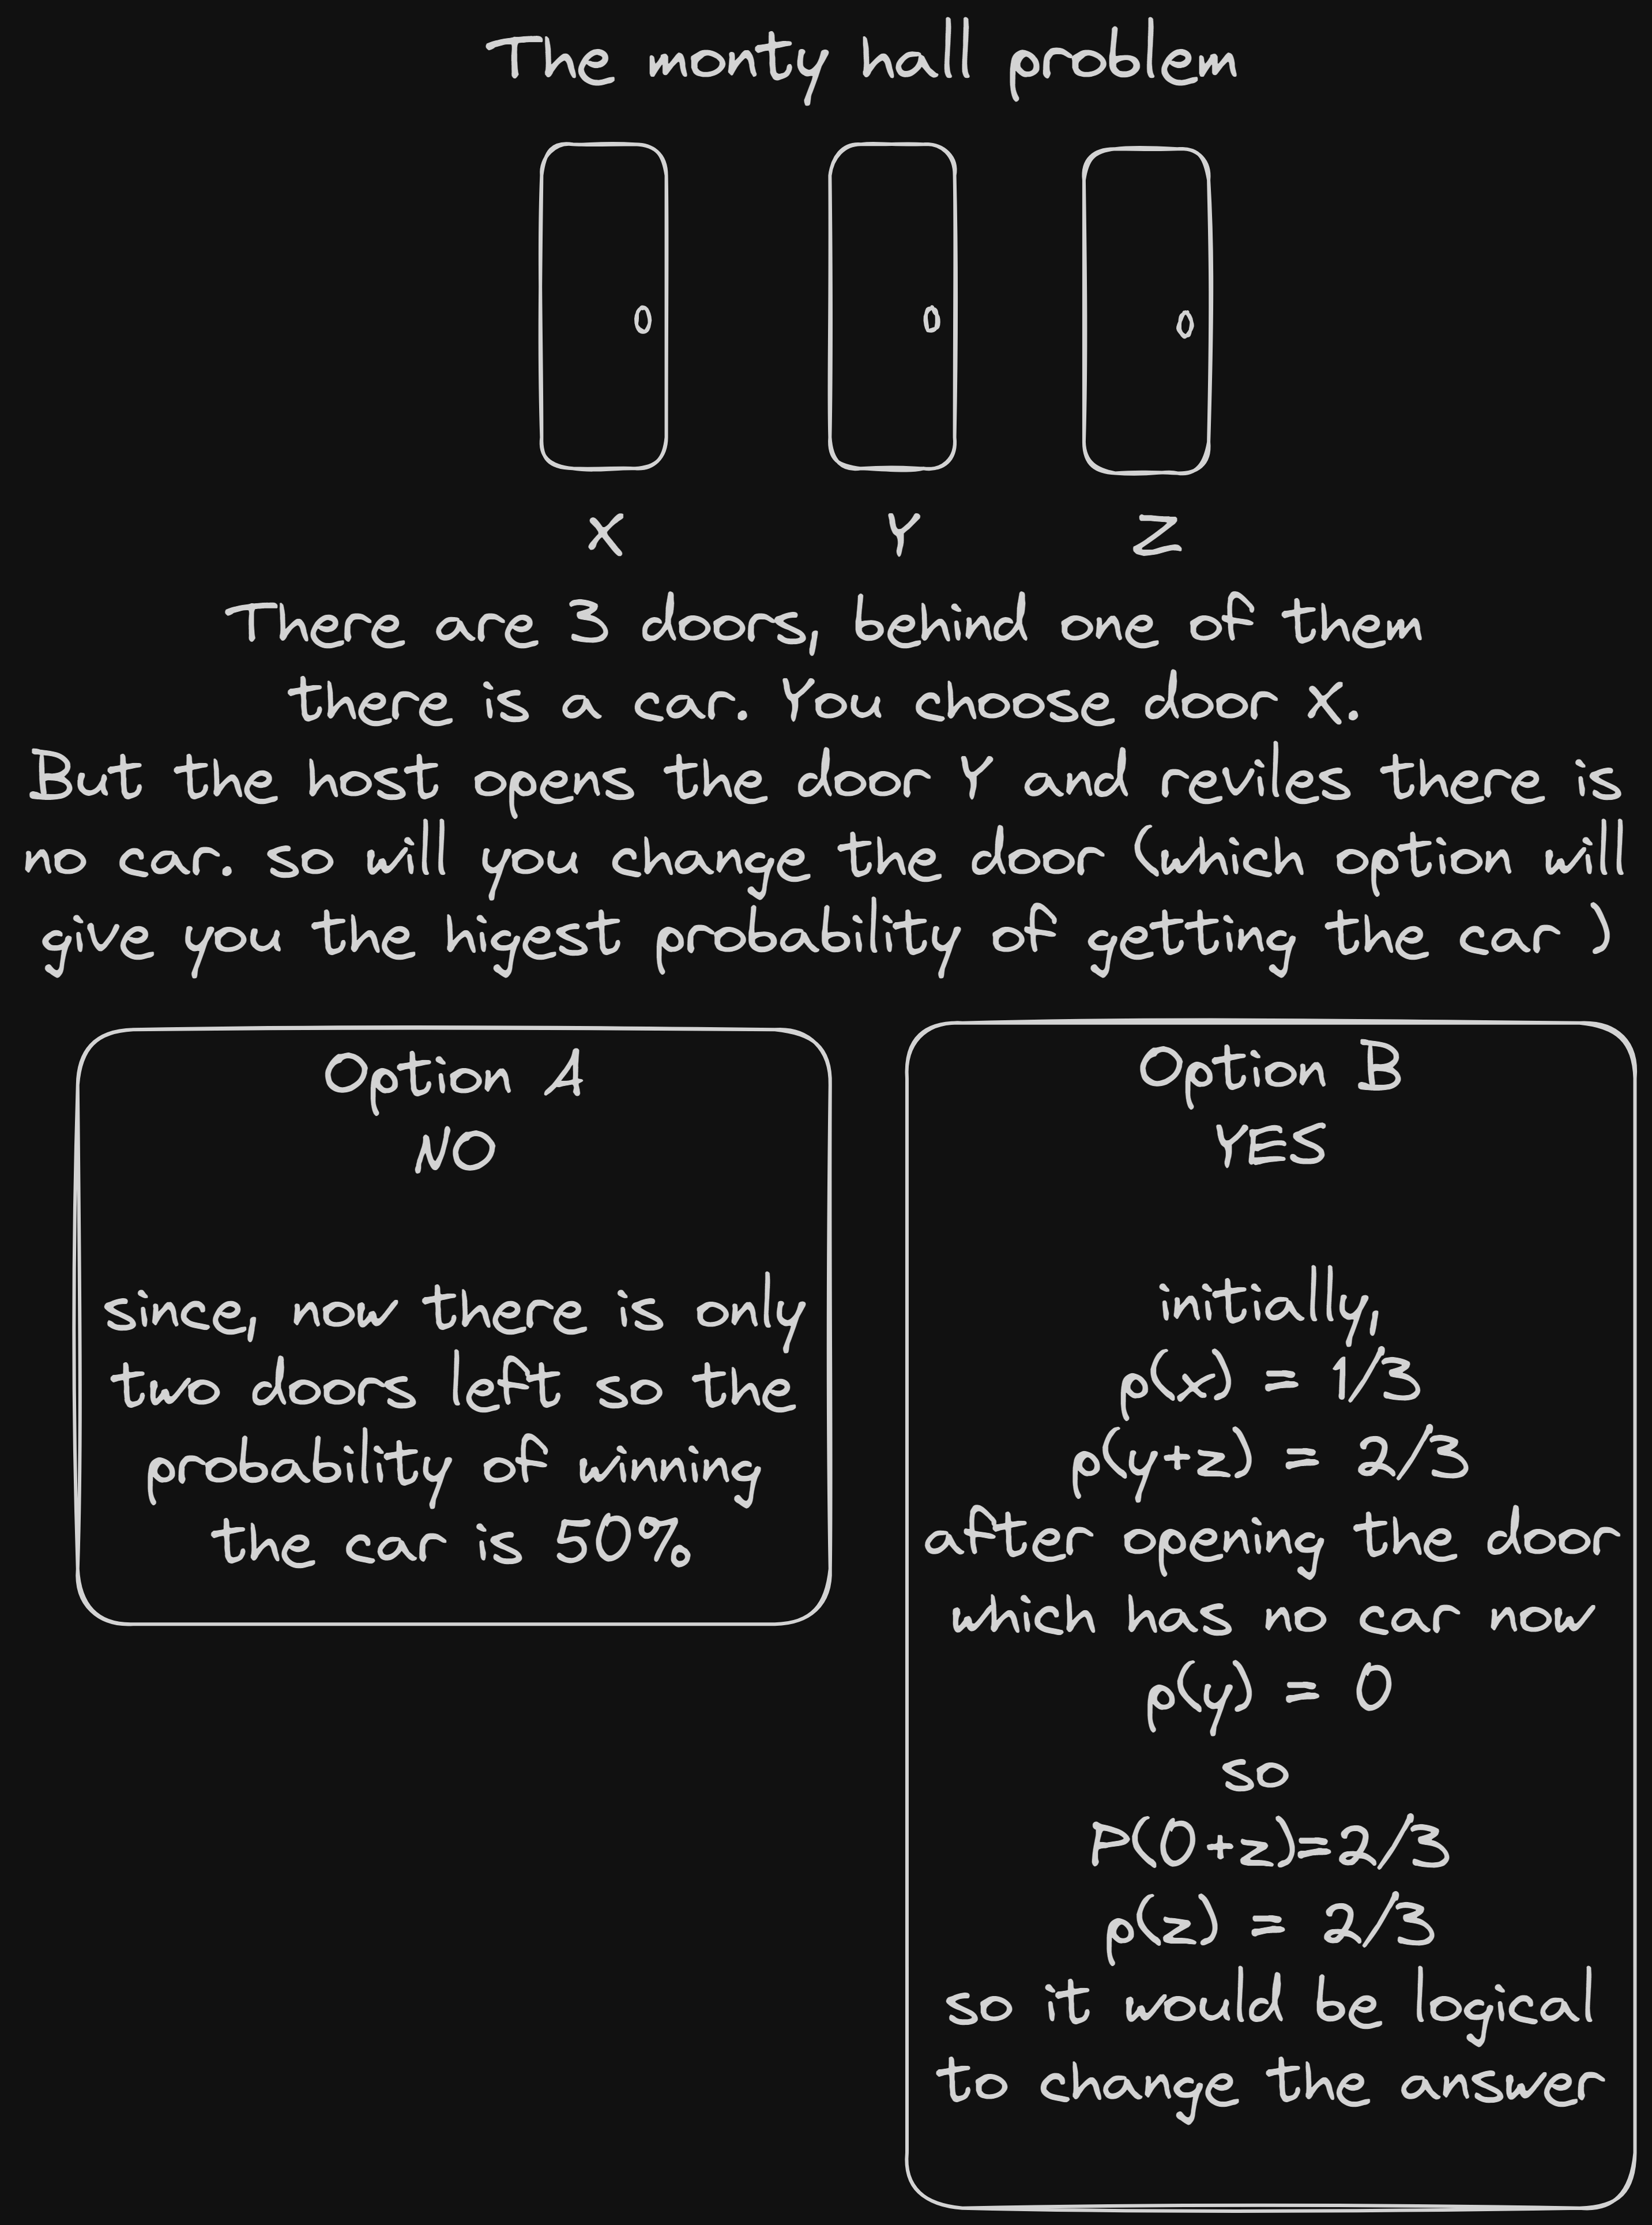 The monty hall problem
X Y Z
There are 3 doors, behind one of them
there is a car. You choose door X.
But the host opens the door Y and reviles there is
no car. so will you change the door (which option will
give you the higest probability of getting the car )
Option A
NO
since, now there is only
two doors left so the
probability of winning
the car is 50%
Option B
YES
initially,
p(x) = 1/3
p(y+z) = 2/3
after opening the door
which has no car now
p(y) = 0
so
P(0+z)=2/3
p(z) = 2/3
so it would be logical
to change the answer